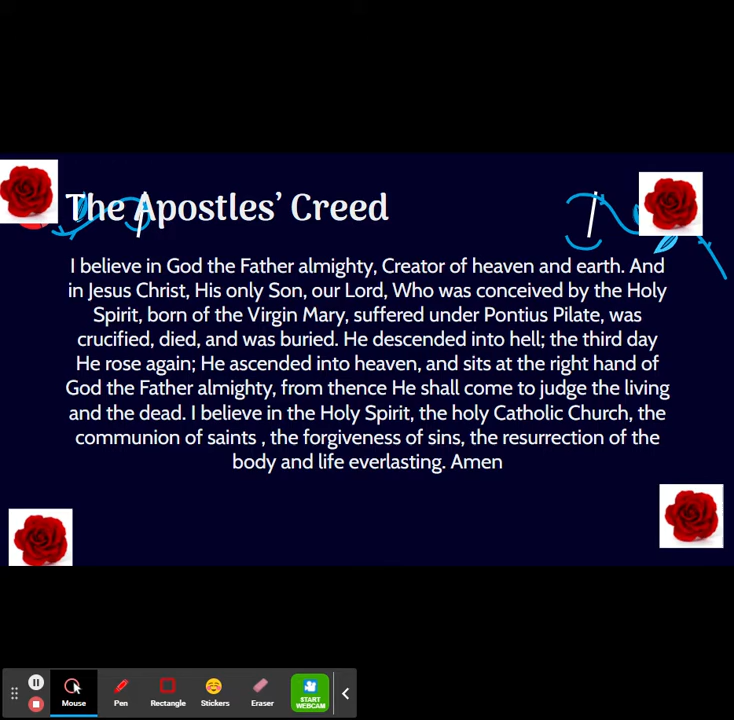 The Apostles' Creed
I believe in God the Father almighty, Creator of heaven and earth. And
in Jesus Christ, His only Son, our Lord, Who was conceived by the Holy
Spirit, born of the Virgin Mary, suffered under Pontius Pilate, was
crucified, died, and was buried. He descended into hell; the third day
He rose again; He ascended into heaven, and sits at the right hand of
God the Father almighty, from thence He shall come to judge the living
and the dead. I believe in the Holy Spirit, the holy Catholic Church, the
communion of saints , the forgiveness of sins, the resurrection of the
body and life everlasting. Amen
Mouse Pen Rectangle Stickers Eraser START WEBCAM